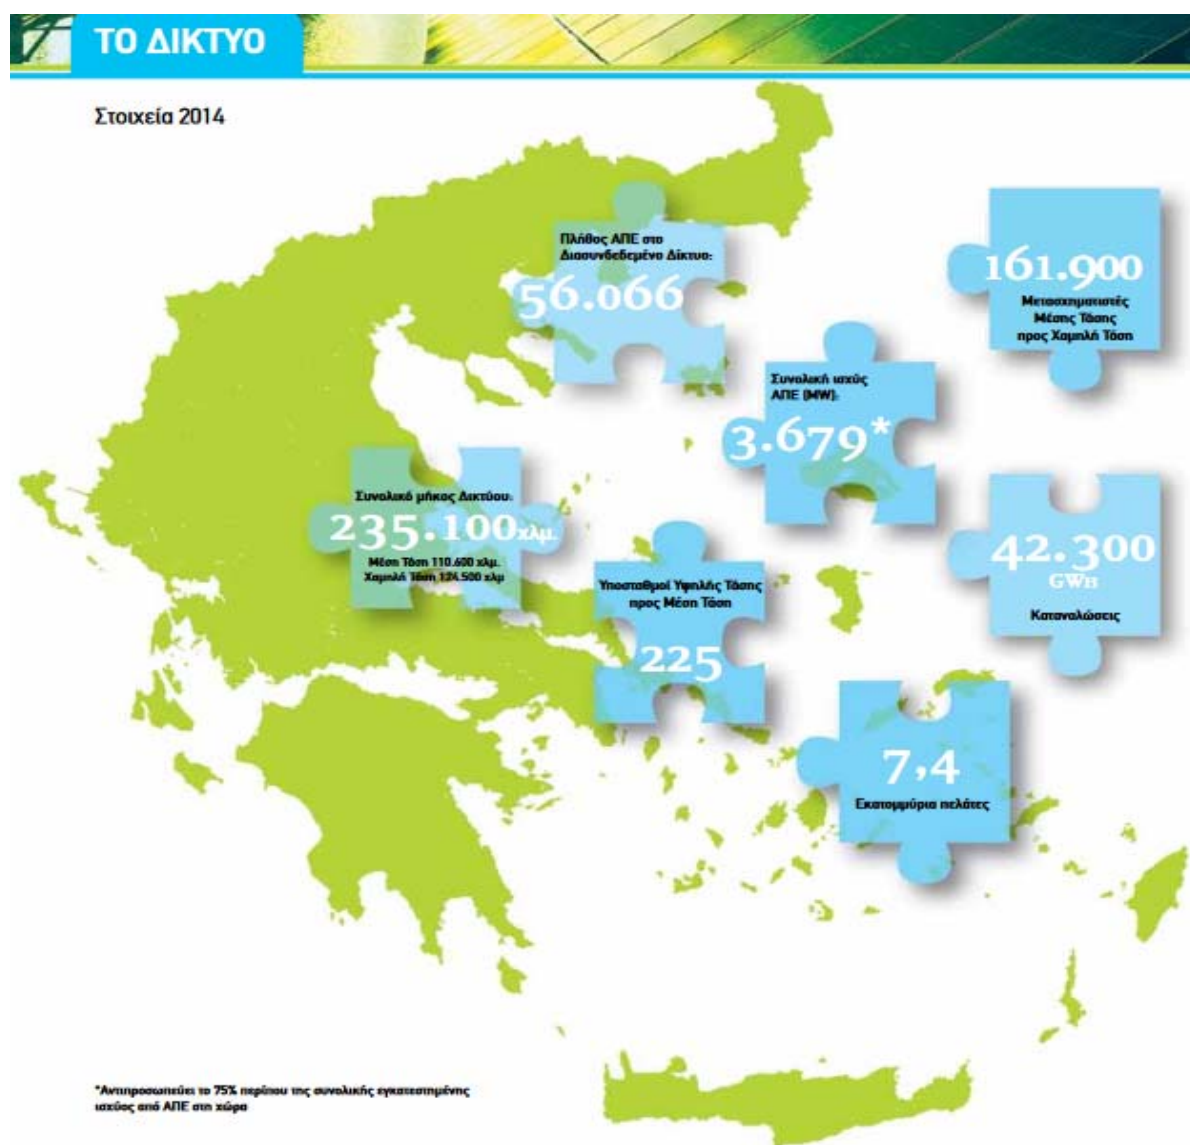 ΤΟ ΔΙΚΤΥΟ
Στοιχεία 2014
Πλήθος ΑΠΕ στο
Διασυνδεδεμένο Δίκτυο:
56.066
161.900
Μετασχηματιστές
Μέσης Τάσης
προς Χαμηλή Τάση
Συνολική ισχύς
ΑΠΕ (MW):
3.679*
Συνολικό μήκος Δικτύου:
235.100χλμ.
Μέση Τάση 110.600 χλμ.
Χαμηλή Τάση 124.500 χλμ
42.300
GWH
Καταναλώσεις
Υποσταθμοί Υψηλής Τάσης
προς Μέση Τάση
225
7,4
Εκατομμύρια πελάτες
*Αντιπροσωπεύει το 75% περίπου της συνολικής εγκατεστημένης
ισχύος από ΑΠΕ στη χώρα